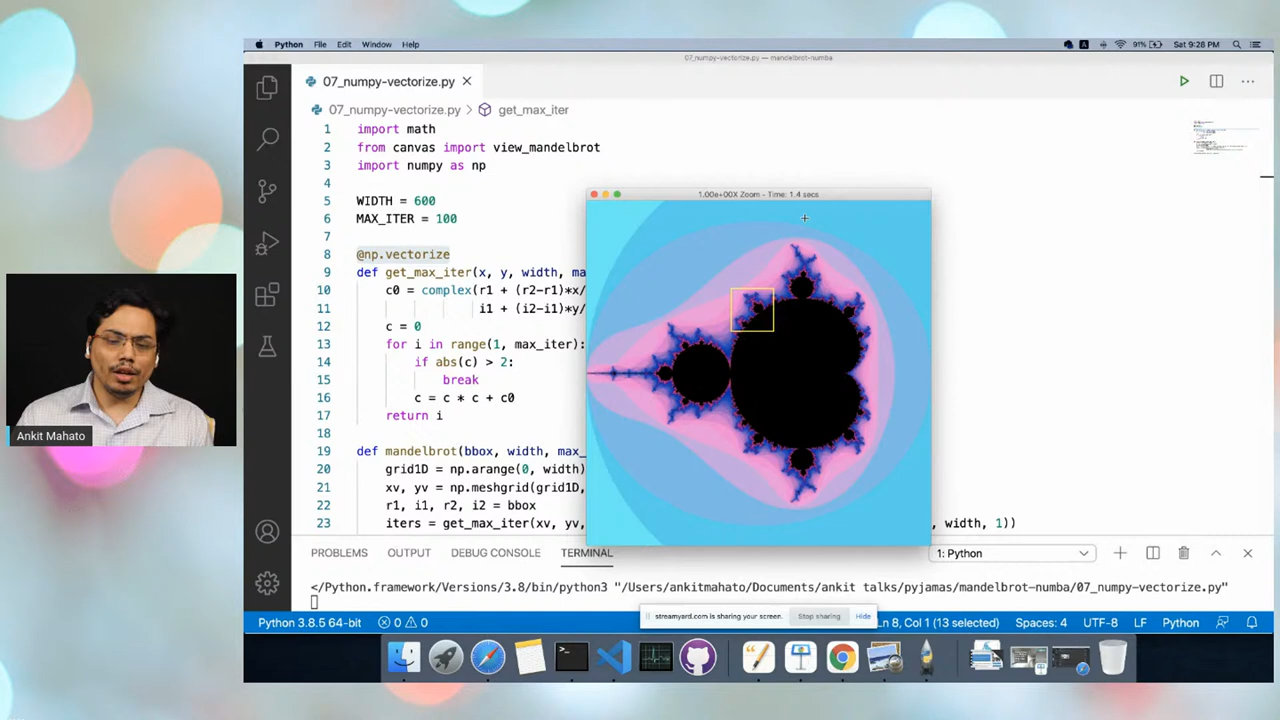 Python File Edit Window Help
91% Sat 9:28 PM
07_numpy-vectorize.py — mandelbrot-numba
07_numpy-vectorize.py
07_numpy-vectorize.py > get_max_iter
1 import math
2 from canvas import view_mandelbrot
3 import numpy as np
4
5 WIDTH = 600
6 MAX_ITER = 100
7
8 @np.vectorize
9 def get_max_iter(x, y, width, ma
10 c0 = complex(r1 + (r2-r1)*x/
11 i1 + (i2-i1)*y/
12 c = 0
13 for i in range(1, max_iter):
14 if abs(c) > 2:
15 break
16 c = c * c + c0
17 return i
18
19 def mandelbrot(bbox, width, max_
20 grid1D = np.arange(0, width)
21 xv, yv = np.meshgrid(grid1D,
22 r1, i1, r2, i2 = bbox
23 iters = get_max_iter(xv, yv, , width, 1))
1.00e+00X Zoom - Time: 1.4 secs
Ankit Mahato
PROBLEMS OUTPUT DEBUG CONSOLE TERMINAL 1: Python
</Python.framework/Versions/3.8/bin/python3 "/Users/ankitmahato/Documents/ankit talks/pyjamas/mandelbrot-numba/07_numpy-vectorize.py"
streamyard.com is sharing your screen. Stop sharing Hide
Python 3.8.5 64-bit 0 0 Ln 8, Col 1 (13 selected) Spaces: 4 UTF-8 LF Python